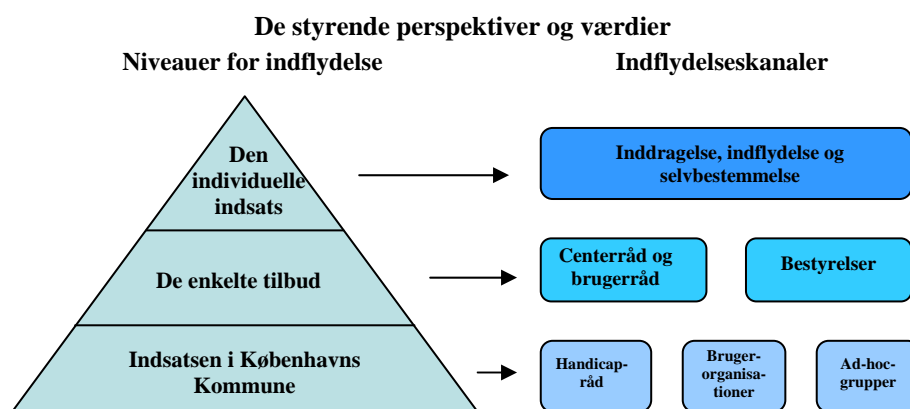 De styrende perspektiver og værdier
Niveauer for indflydelse
Indflydelseskanaler
Den
individuelle
indsats
Inddragelse, indflydelse og
selvbestemmelse
De enkelte tilbud
Centerråd og
brugerråd
Bestyrelser
Indsatsen i Københavns
Kommune
Handicap-
råd
Bruger-
organisa-
tioner
Ad-hoc-
grupper